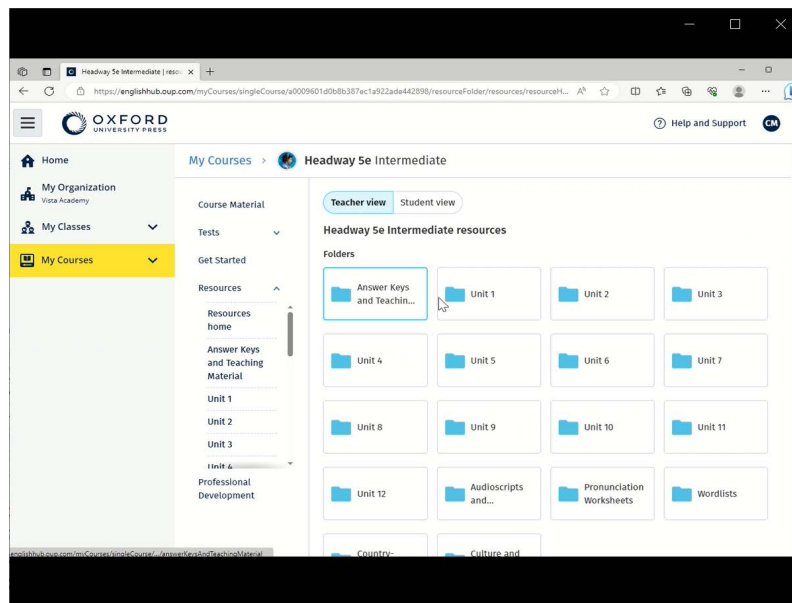 Headway 5e Intermediate | reso
https://englishhub.oup.com/myCourses/singleCourse/a0009601d0b8b387ec1a922ade442898/resourceFolder/resources/resourceH...
OXFORD
UNIVERSITY PRESS
Help and Support
CM
Home
My Organization
Vista Academy
My Classes
My Courses
My Courses > Headway 5e Intermediate
Course Material
Tests
Get Started
Resources
Resources
home
Answer Keys
and Teaching
Material
Unit 1
Unit 2
Unit 3
Unit 4
Professional
Development
Teacher view
Student view
Headway 5e Intermediate resources
Folders
Answer Keys
and Teachin...
Unit 1
Unit 2
Unit 3
Unit 4
Unit 5
Unit 6
Unit 7
Unit 8
Unit 9
Unit 10
Unit 11
Unit 12
Audioscripts
and...
Pronunciation
Worksheets
Wordlists
Country-
Culture and
englishhub.oup.com/myCourses/singleCourse/.../answerKeysAndTeachingMaterial